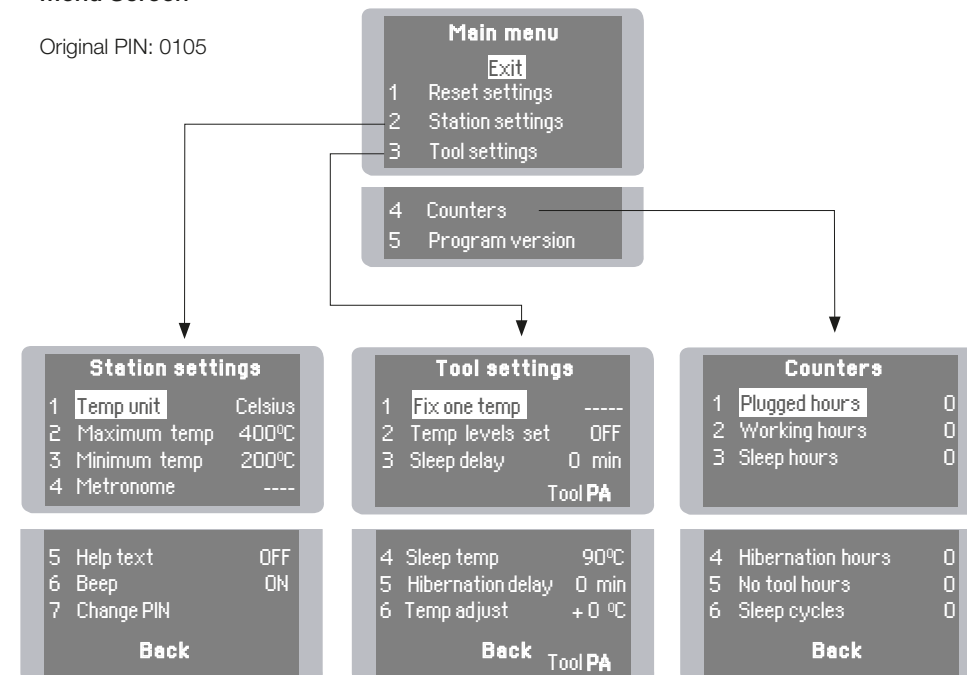 Original PIN: 0105
Main menu
Exit
1 Reset settings
2 Station settings
3 Tool settings
4 Counters
5 Program version
Station settings
1 Temp unit Celsius
2 Maximum temp 400ºC
3 Minimum temp 200ºC
4 Metronome ----
5 Help text OFF
6 Beep ON
7 Change PIN
Back
Tool settings
1 Fix one temp -----
2 Temp levels set OFF
3 Sleep delay 0 min
Tool PA
4 Sleep temp 90ºC
5 Hibernation delay 0 min
6 Temp adjust +0 ºC
Back
Tool PA
Counters
1 Plugged hours 0
2 Working hours 0
3 Sleep hours 0
4 Hibernation hours 0
5 No tool hours 0
6 Sleep cycles 0
Back